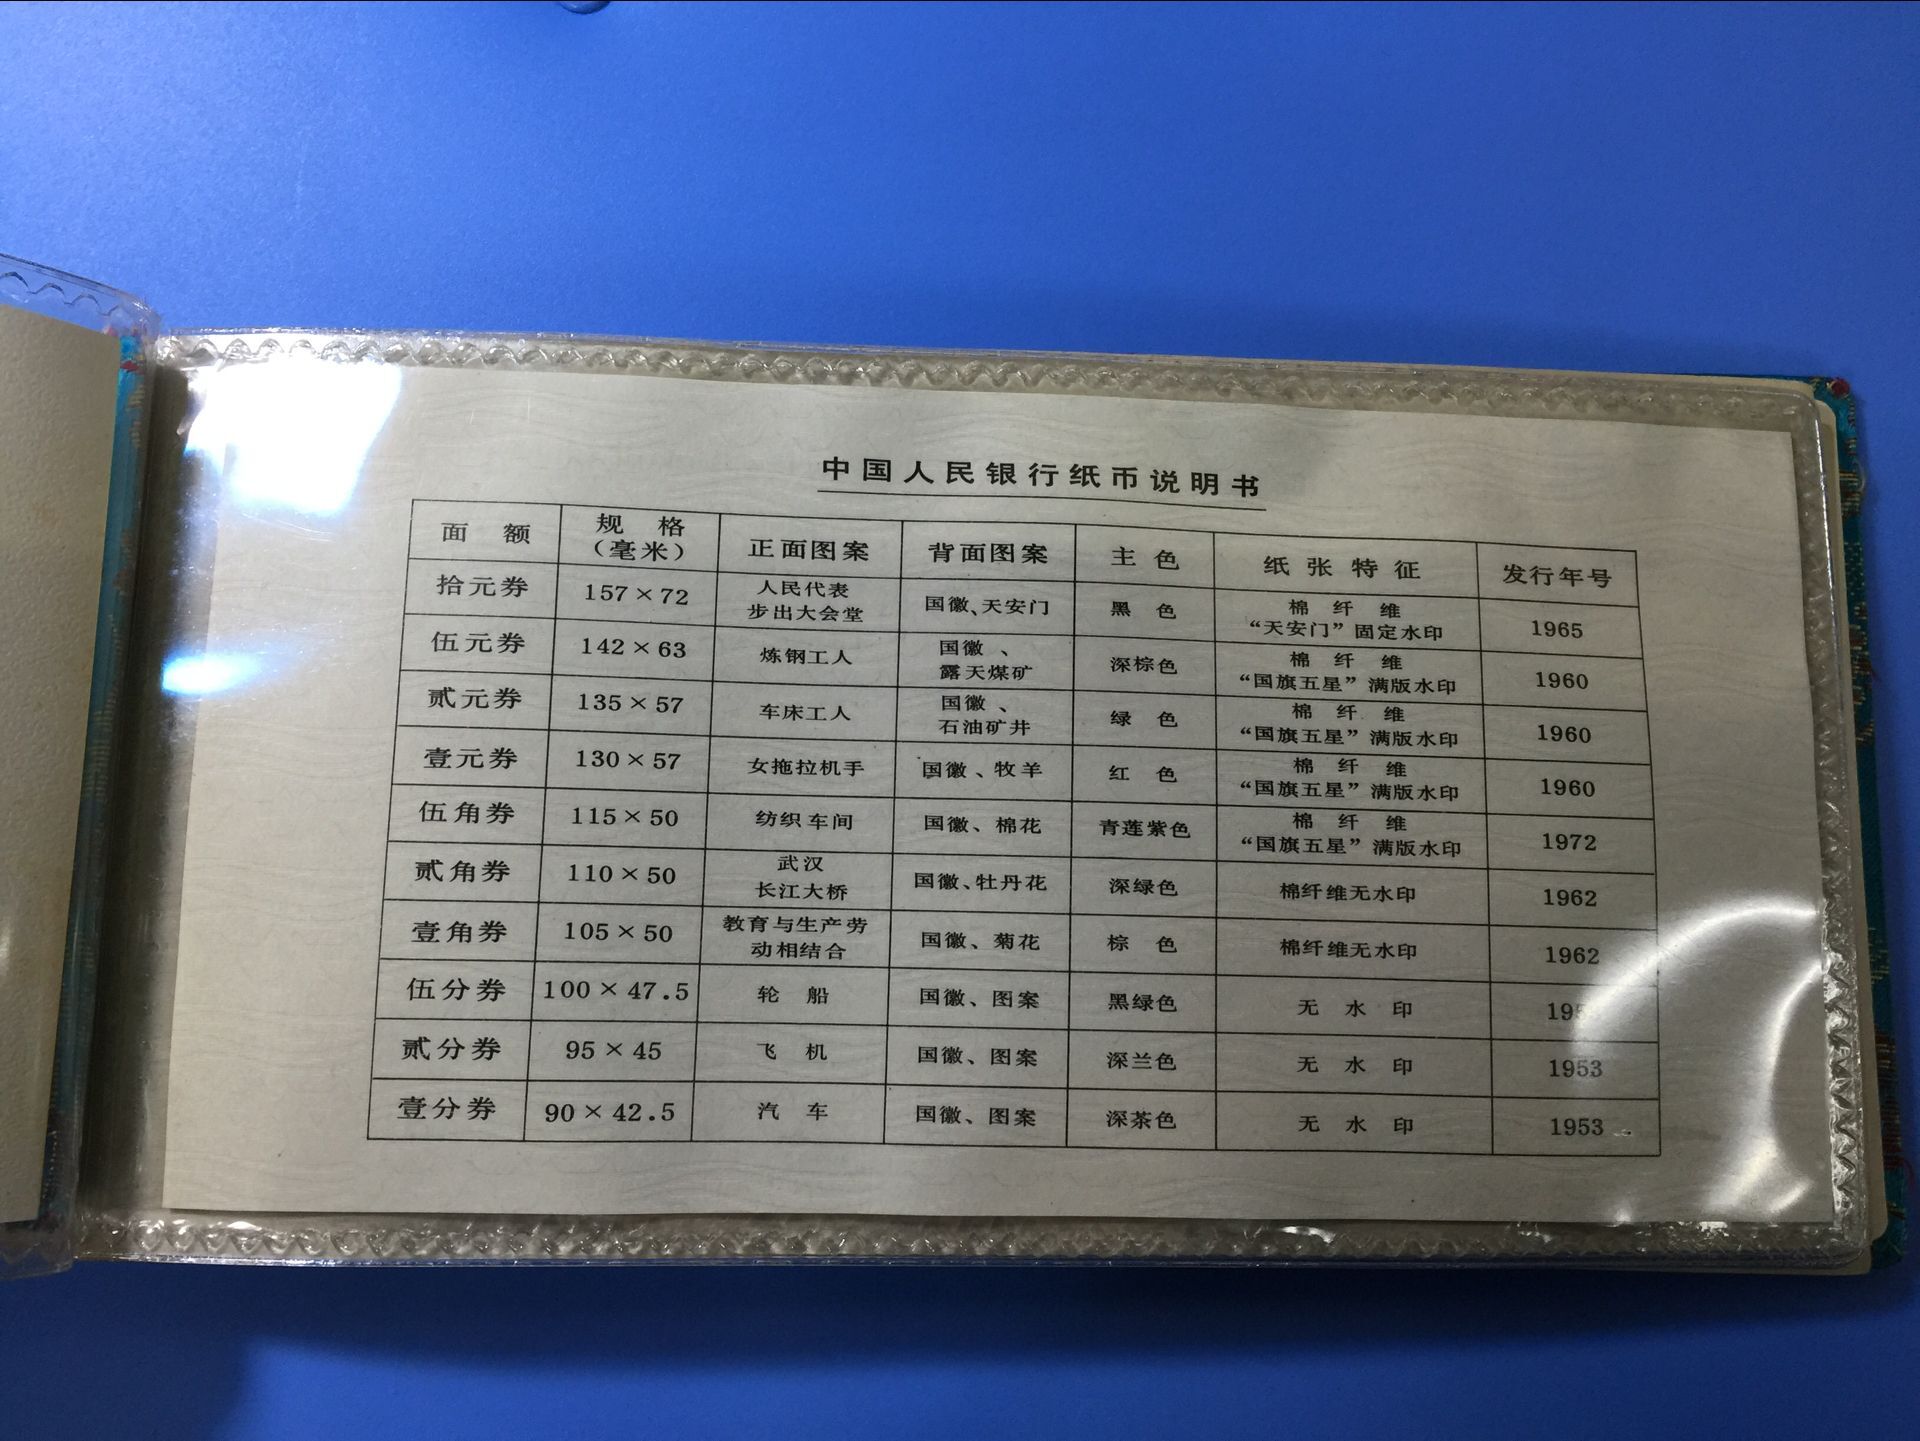 中国人民银行纸币说明书
面 额 规 格（毫米） 正面图案 背面图案 主 色 纸张特征 发行年号
拾元券 157×72 人民代表步出大会堂 国徽、天安门 黑 色 棉纤维“天安门”固定水印 1965
伍元券 142×63 炼钢工人 国徽、露天煤矿 深棕色 棉纤维“国旗五星”满版水印 1960
贰元券 135×57 车床工人 国徽、石油矿井 绿 色 棉纤维“国旗五星”满版水印 1960
壹元券 130×57 女拖拉机手 国徽、牧羊 红 色 棉纤维“国旗五星”满版水印 1960
伍角券 115×50 纺织车间 国徽、棉花 青莲紫色 棉纤维“国旗五星”满版水印 1972
贰角券 110×50 武汉长江大桥 国徽、牡丹花 深绿色 棉纤维无水印 1962
壹角券 105×50 教育与生产劳动相结合 国徽、菊花 棕 色 棉纤维无水印 1962
伍分券 100×47.5 轮 船 国徽、图案 黑绿色 无 水 印
贰分券 95×45 飞 机 国徽、图案 深兰色 无 水 印 1953
壹分券 90×42.5 汽 车 国徽、图案 深茶色 无 水 印 1953